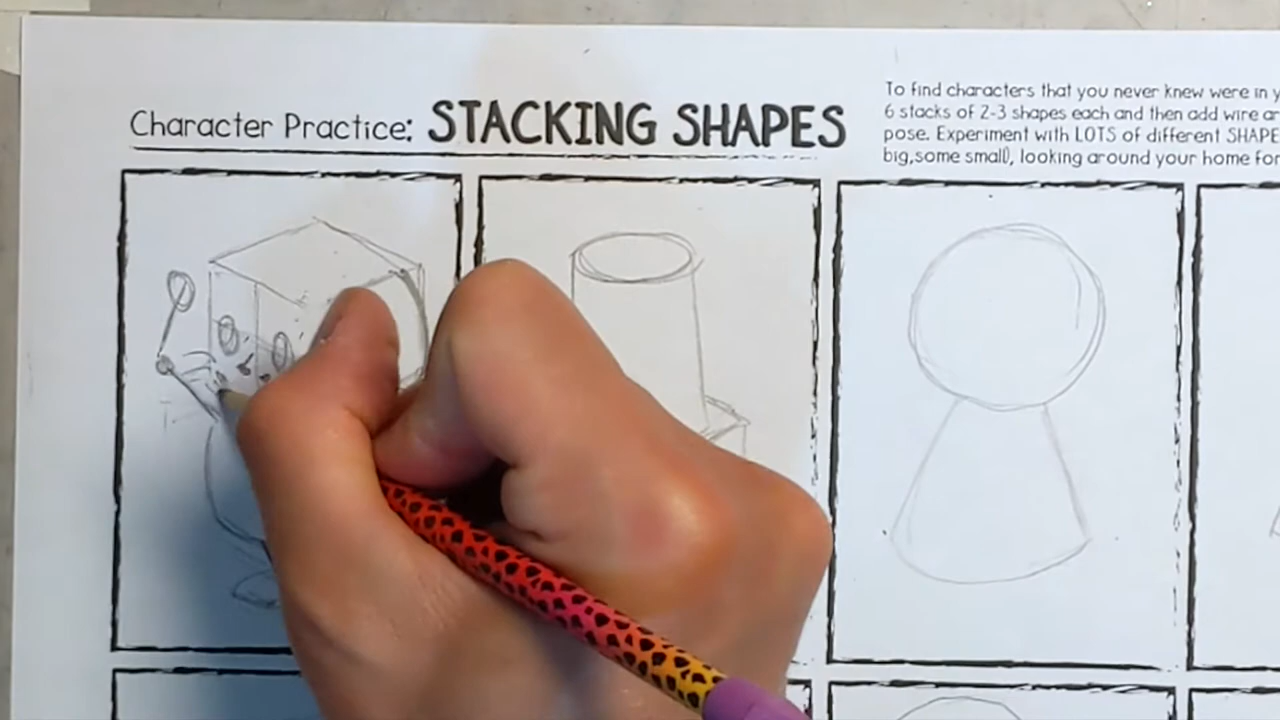 Character Practice: STACKING SHAPES
To find characters that you never knew were in y
6 stacks of 2-3 shapes each and then add wire ar
pose. Experiment with LOTS of different SHAPE
big,some small), looking around your home for